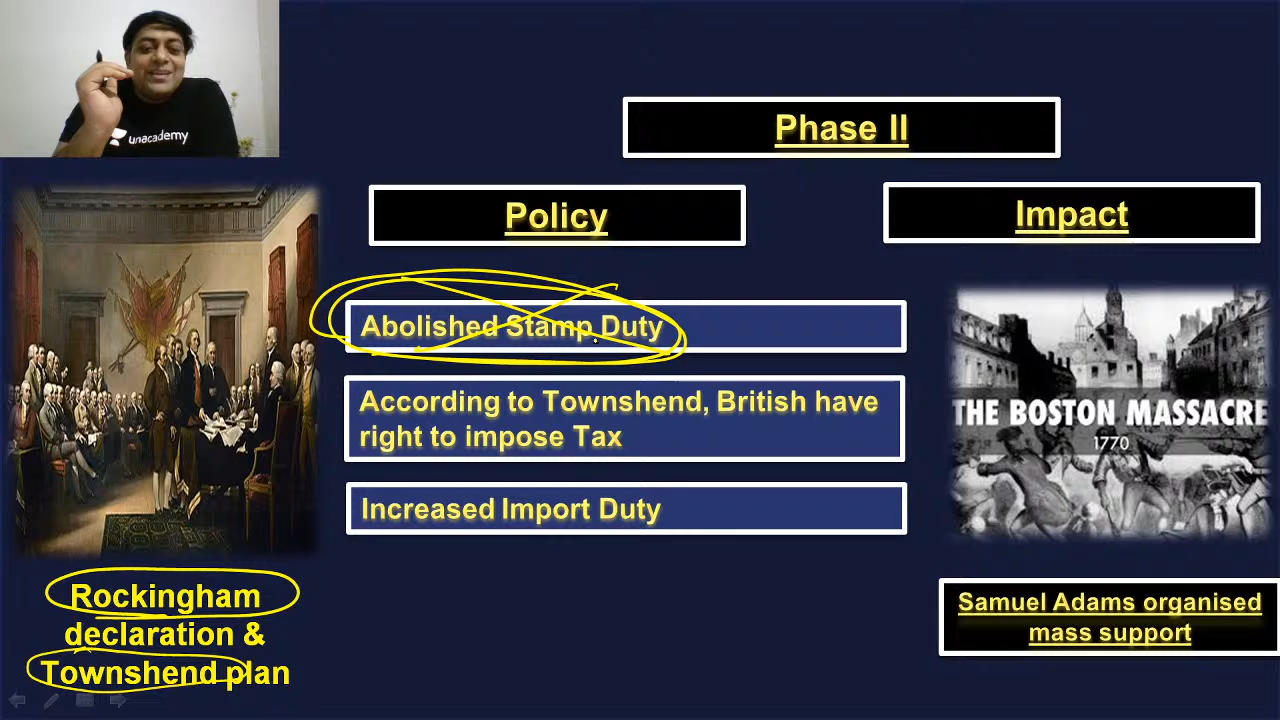 unacademy
Phase II
Policy
Impact
Abolished Stamp Duty
According to Townshend, British have
right to impose Tax
Increased Import Duty
THE BOSTON MASSACRE
1770
Rockingham
declaration &
Townshend plan
Samuel Adams organised
mass support